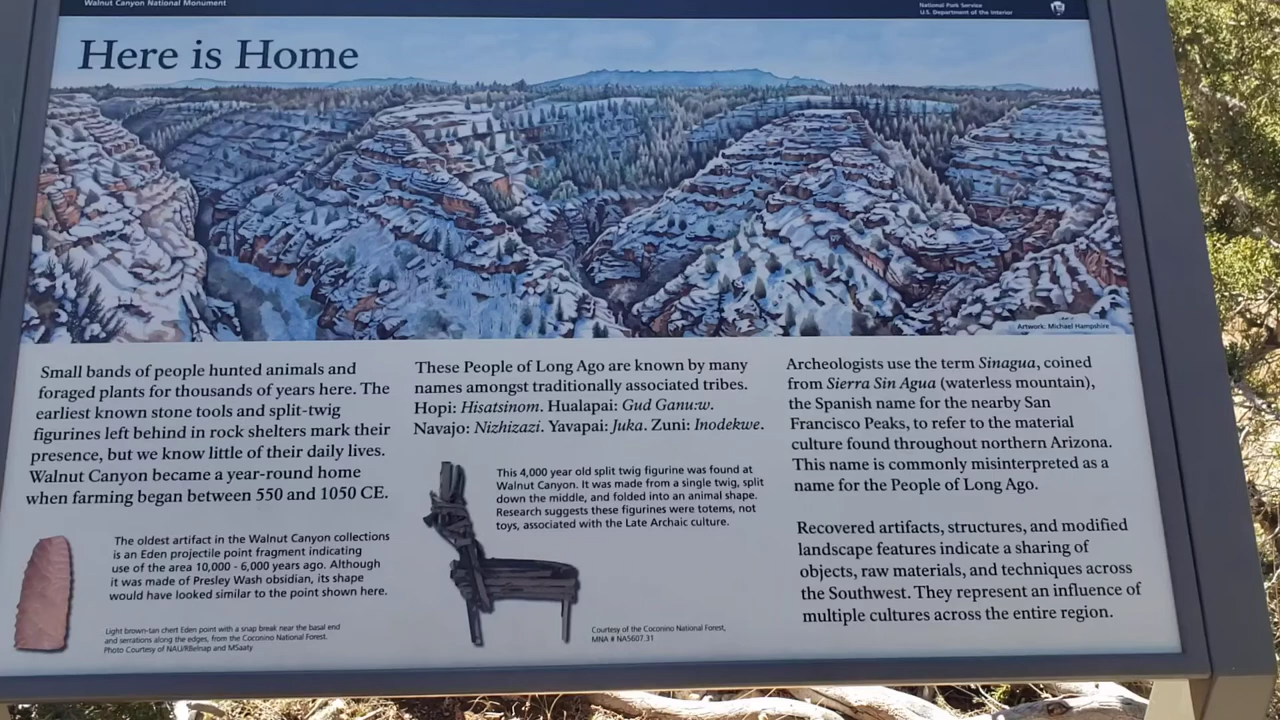 Walnut Canyon National Monument
National Park Service
U.S. Department of the Interior
Here is Home
Artwork: Michael Hampshire
Small bands of people hunted animals and
foraged plants for thousands of years here. The
earliest known stone tools and split-twig
figurines left behind in rock shelters mark their
presence, but we know little of their daily lives.
Walnut Canyon became a year-round home
when farming began between 550 and 1050 CE.
The oldest artifact in the Walnut Canyon collections
is an Eden projectile point fragment indicating
use of the area 10,000 - 6,000 years ago. Although
it was made of Presley Wash obsidian, its shape
would have looked similar to the point shown here.
Light brown-tan chert Eden point with a snap break near the basal end
and serrations along the edges, from the Coconino National Forest.
Photo Courtesy of NAU/RBelnap and MSaaty
These People of Long Ago are known by many
names amongst traditionally associated tribes.
Hopi: Hisatsinom. Hualapai: Gud Ganu:w.
Navajo: Nizhizazi. Yavapai: Juka. Zuni: Inodekwe.
This 4,000 year old split twig figurine was found at
Walnut Canyon. It was made from a single twig, split
down the middle, and folded into an animal shape.
Research suggests these figurines were totems, not
toys, associated with the Late Archaic culture.
Courtesy of the Coconino National Forest,
MNA # NA5607.31
Archeologists use the term Sinagua, coined
from Sierra Sin Agua (waterless mountain),
the Spanish name for the nearby San
Francisco Peaks, to refer to the material
culture found throughout northern Arizona.
This name is commonly misinterpreted as a
name for the People of Long Ago.
Recovered artifacts, structures, and modified
landscape features indicate a sharing of
objects, raw materials, and techniques across
the Southwest. They represent an influence of
multiple cultures across the entire region.